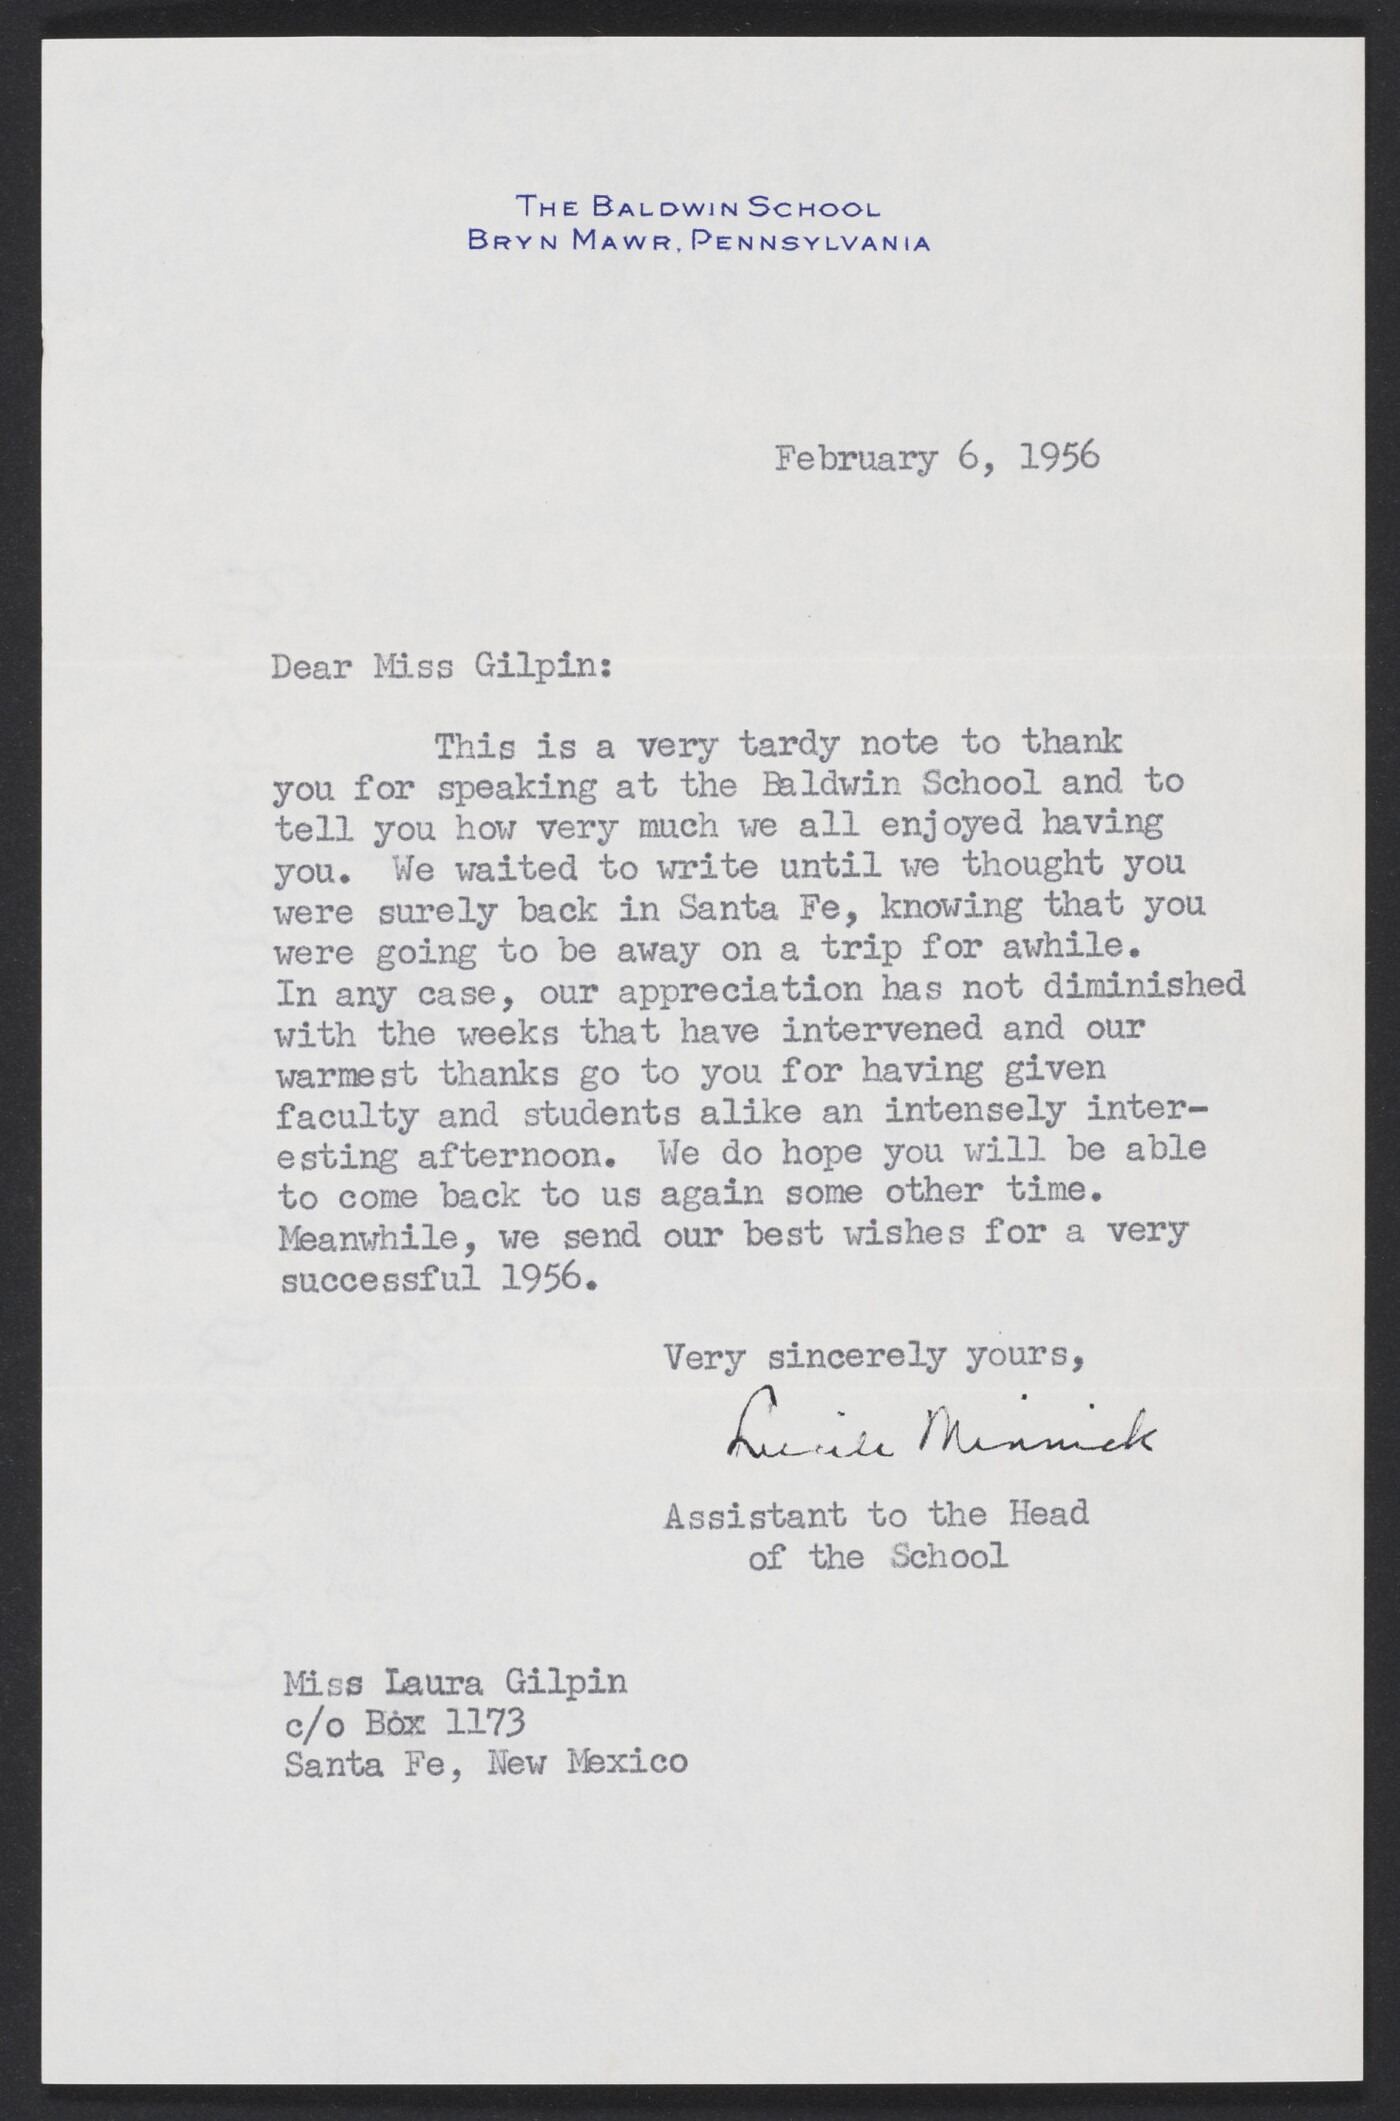 THE BALDWIN SCHOOL
BRYN MAWR, PENNSYLVANIA
February 6, 1956
Dear Miss Gilpin:
This is a very tardy note to thank
you for speaking at the Baldwin School and to
tell you how very much we all enjoyed having
you. We waited to write until we thought you
were surely back in Santa Fe, knowing that you
were going to be away on a trip for awhile.
In any case, our appreciation has not diminished
with the weeks that have intervened and our
warmest thanks go to you for having given
faculty and students alike an intensely inter-
esting afternoon. We do hope you will be able
to come back to us again some other time.
Meanwhile, we send our best wishes for a very
successful 1956.
Very sincerely yours,
Lucile Minnick
Assistant to the Head
of the School
Miss Laura Gilpin
c/o Box 1173
Santa Fe, New Mexico